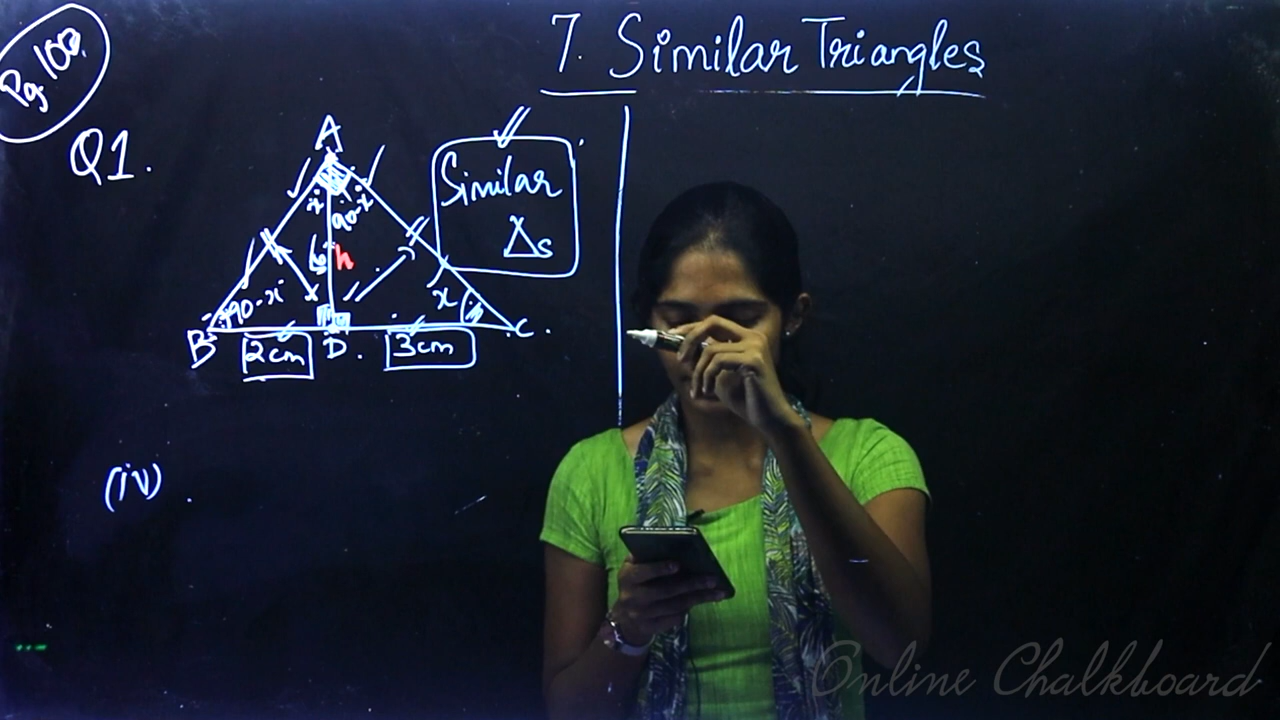 Pg 100.
7. Similar Triangles
Q1.
A
Similar
Δs
x
90-x
h
90-x
x
B
D.
C.
2cm
3cm
(iv).
Online Chalkboard